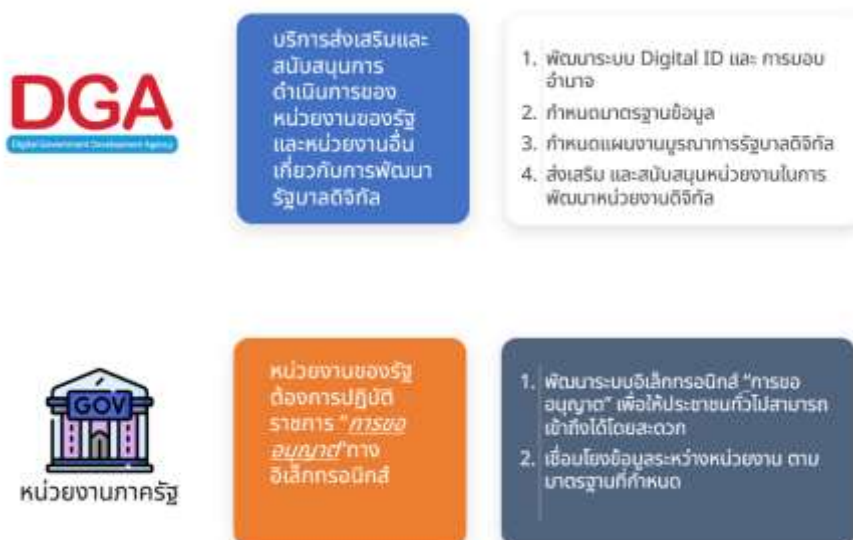 DGA
Digital Government Development Agency
บริการส่งเสริมและ
สนับสนุนการ
ดำเนินการของ
หน่วยงานของรัฐ
และหน่วยงานอื่น
เกี่ยวกับการพัฒนา
รัฐบาลดิจิทัล
1. พัฒนาระบบ Digital ID และ การมอบ
อำนาจ
2. กำหนดมาตรฐานข้อมูล
3. กำหนดแผนงานบูรณาการรัฐบาลดิจิทัล
4. ส่งเสริม และสนับสนุนหน่วยงานในการ
พัฒนาหน่วยงานดิจิทัล
GOV
หน่วยงานภาครัฐ
หน่วยงานของรัฐ
ต้องการปฏิบัติ
ราชการ "การขอ
อนุญาต"ทาง
อิเล็กทรอนิกส์
1. พัฒนาระบบอิเล็กทรอนิกส์ "การขอ
อนุญาต" เพื่อให้ประชาชนทั่วไปสามารถ
เข้าถึงได้โดยสะดวก
2. เชื่อมโยงข้อมูลระหว่างหน่วยงาน ตาม
มาตรฐานที่กำหนด